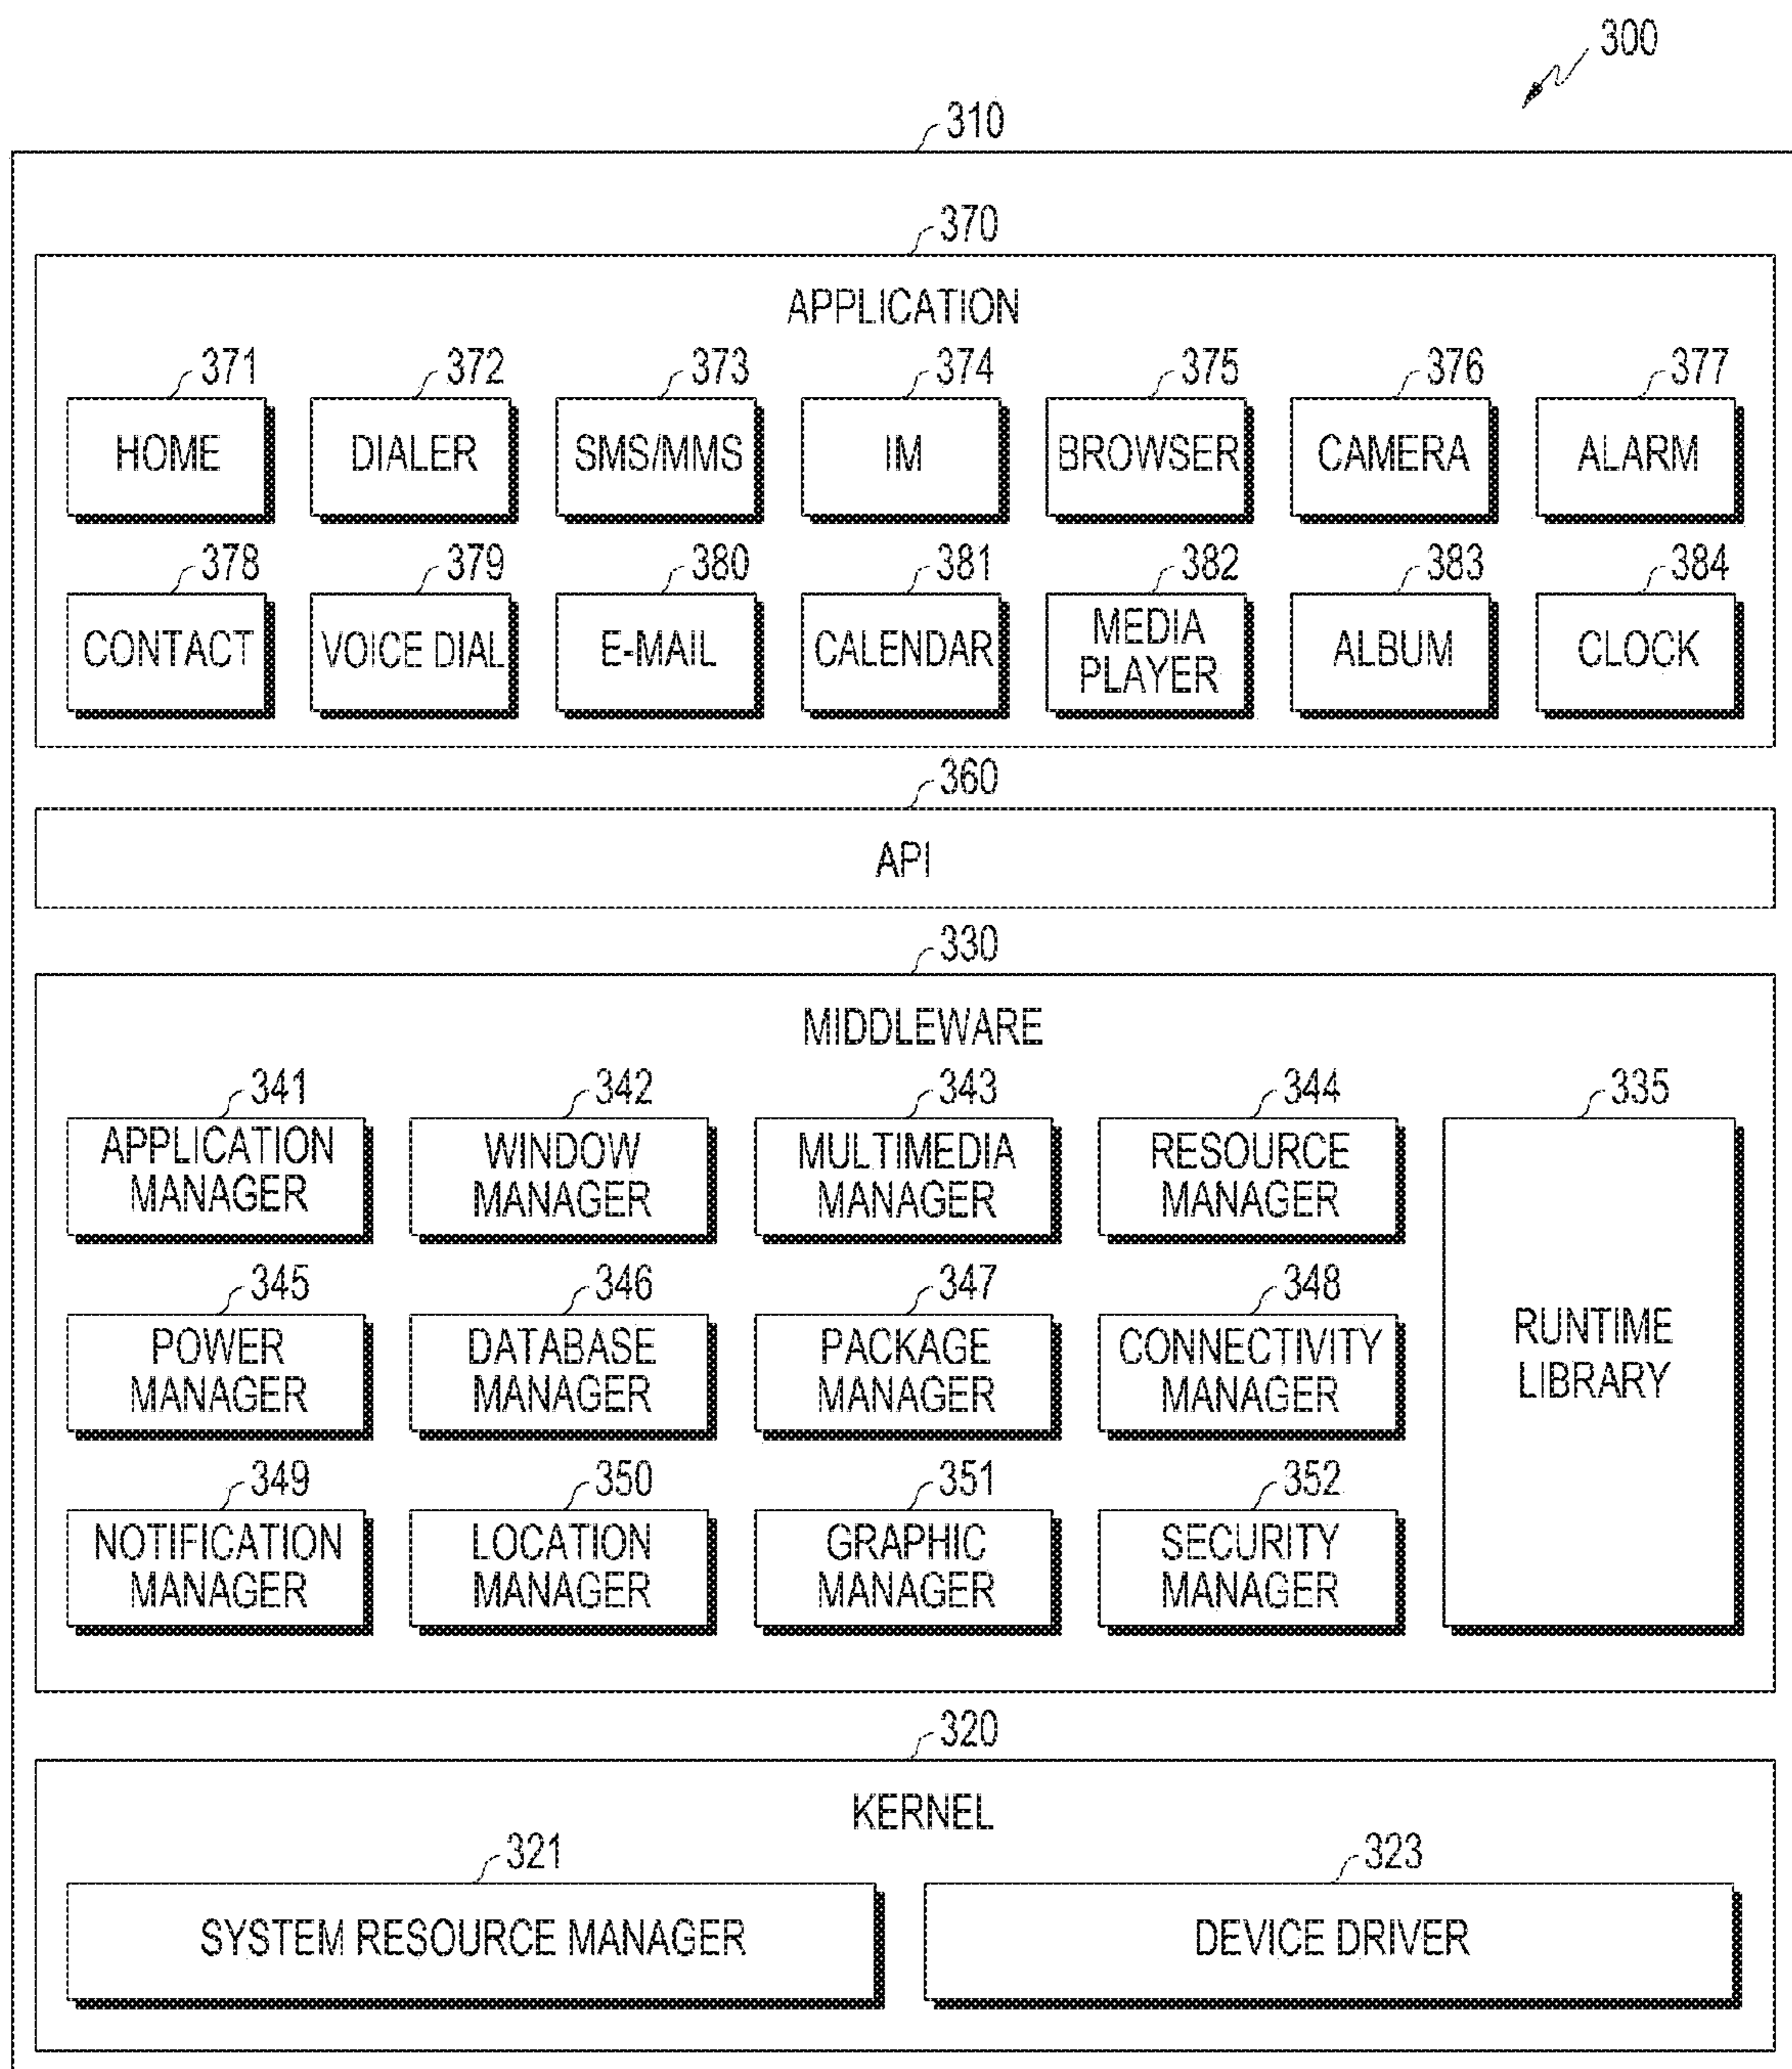 300
310
370
APPLICATION
371 372 373 374 375 376 377
HOME DIALER SMS/MMS IM BROWSER CAMERA ALARM
378 379 380 381 382 383 384
CONTACT VOICE DIAL E-MAIL CALENDAR MEDIA PLAYER ALBUM CLOCK
360
API
330
MIDDLEWARE
341 342 343 344 335
APPLICATION MANAGER WINDOW MANAGER MULTIMEDIA MANAGER RESOURCE MANAGER
345 346 347 348
POWER MANAGER DATABASE MANAGER PACKAGE MANAGER CONNECTIVITY MANAGER RUNTIME LIBRARY
349 350 351 352
NOTIFICATION MANAGER LOCATION MANAGER GRAPHIC MANAGER SECURITY MANAGER
320
KERNEL
321 323
SYSTEM RESOURCE MANAGER DEVICE DRIVER